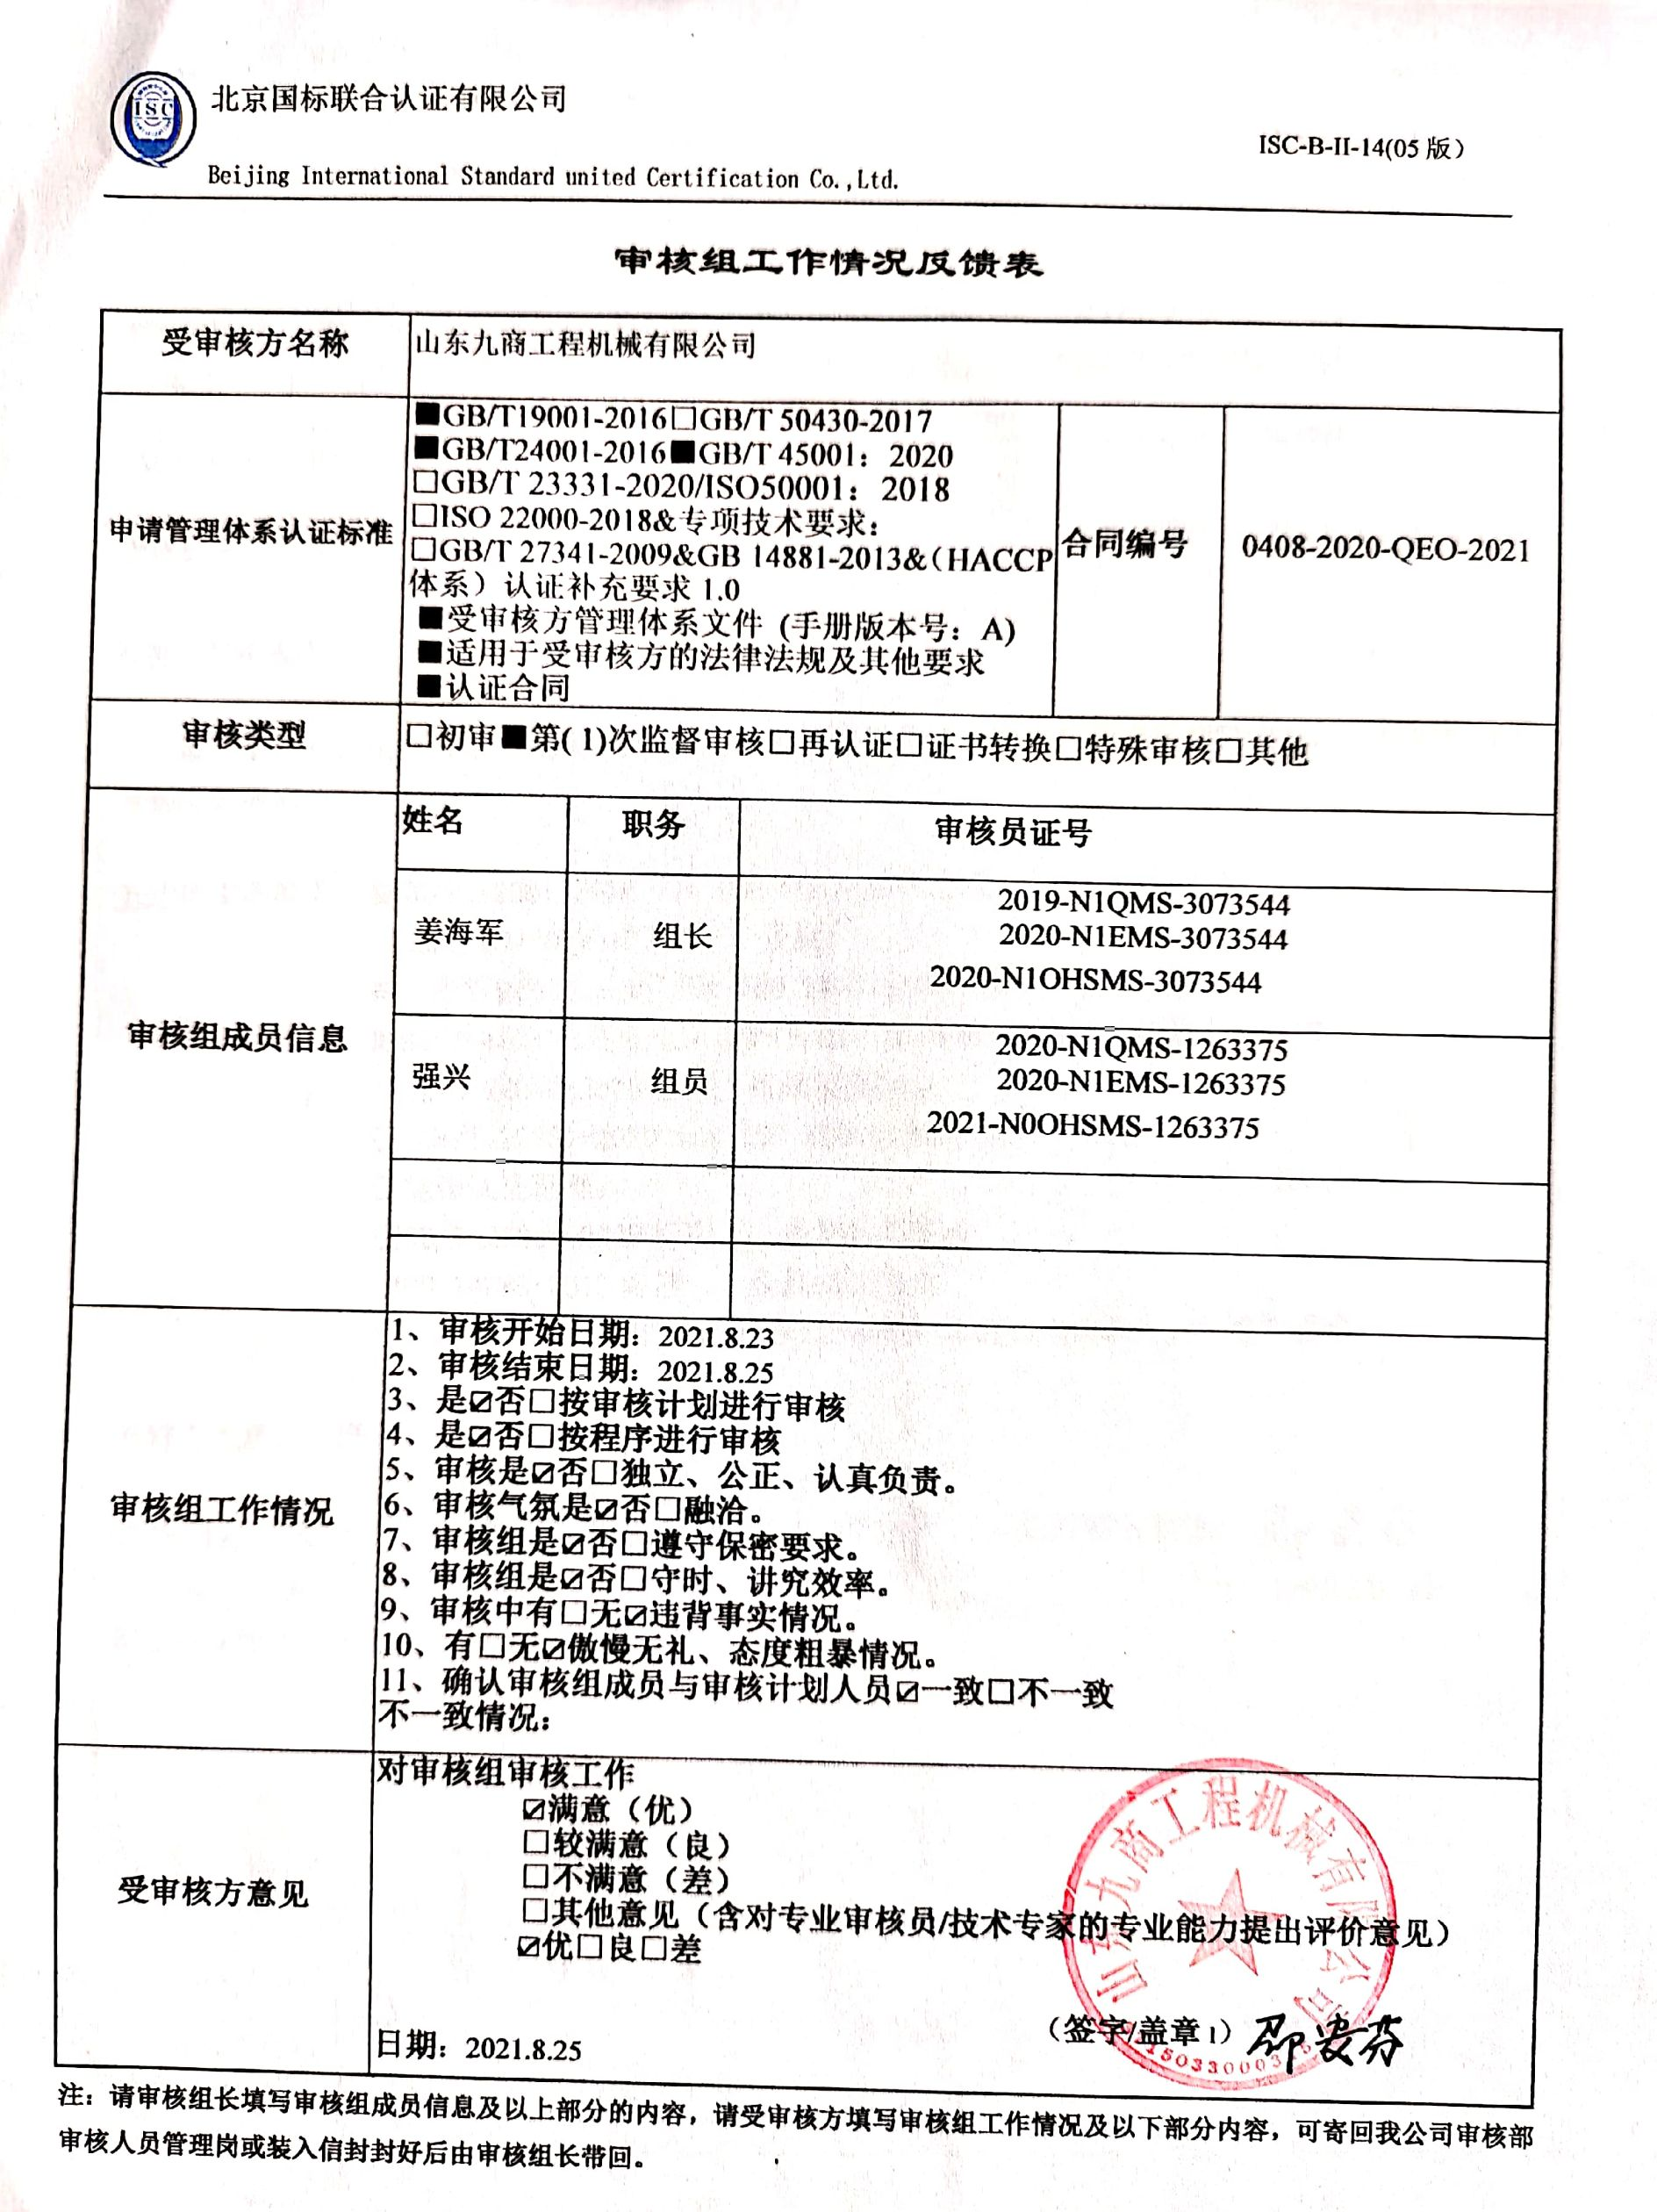 ISC
北京国标联合认证有限公司
ISC-B-II-14(05 版）
Beijing International Standard united Certification Co.,Ltd.
审核组工作情况反馈表
受审核方名称 山东九商工程机械有限公司
申请管理体系认证标准
■GB/T19001-2016□GB/T 50430-2017
■GB/T24001-2016■GB/T 45001：2020
□GB/T 23331-2020/ISO50001：2018
□ISO 22000-2018&专项技术要求：
□GB/T 27341-2009&GB 14881-2013&（HACCP
体系）认证补充要求 1.0
■受审核方管理体系文件 (手册版本号：A)
■适用于受审核方的法律法规及其他要求
■认证合同
合同编号 0408-2020-QEO-2021
审核类型 □初审■第( 1)次监督审核□再认证□证书转换□特殊审核□其他
审核组成员信息
姓名 职务 审核员证号
姜海军 组长
2019-N1QMS-3073544
2020-N1EMS-3073544
2020-N1OHSMS-3073544
强兴 组员
2020-N1QMS-1263375
2020-N1EMS-1263375
2021-N0OHSMS-1263375
审核组工作情况
1、审核开始日期：2021.8.23
2、审核结束日期：2021.8.25
3、是☑否□按审核计划进行审核
4、是☑否□按程序进行审核
5、审核是☑否□独立、公正、认真负责。
6、审核气氛是☑否□融洽。
7、审核组是☑否□遵守保密要求。
8、审核组是☑否□守时、讲究效率。
9、审核中有□无☑违背事实情况。
10、有□无☑傲慢无礼、态度粗暴情况。
11、确认审核组成员与审核计划人员☑一致□不一致
不一致情况：
受审核方意见
对审核组审核工作
☑满意（优）
□较满意（良）
□不满意（差）
□其他意见（含对专业审核员/技术专家的专业能力提出评价意见）
☑优□良□差
山东九商工程机械有限公司
（签字/盖章 1）
日期：2021.8.25
注：请审核组长填写审核组成员信息及以上部分的内容，请受审核方填写审核组工作情况及以下部分内容，可寄回我公司审核部
审核人员管理岗或装入信封封好后由审核组长带回。